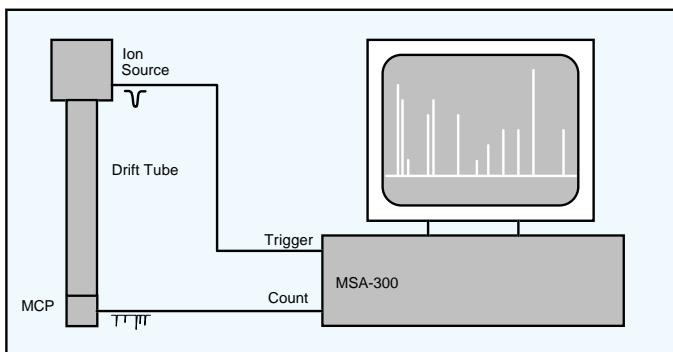 Ion
Source
Drift Tube
Trigger
MSA-300
Count
MCP